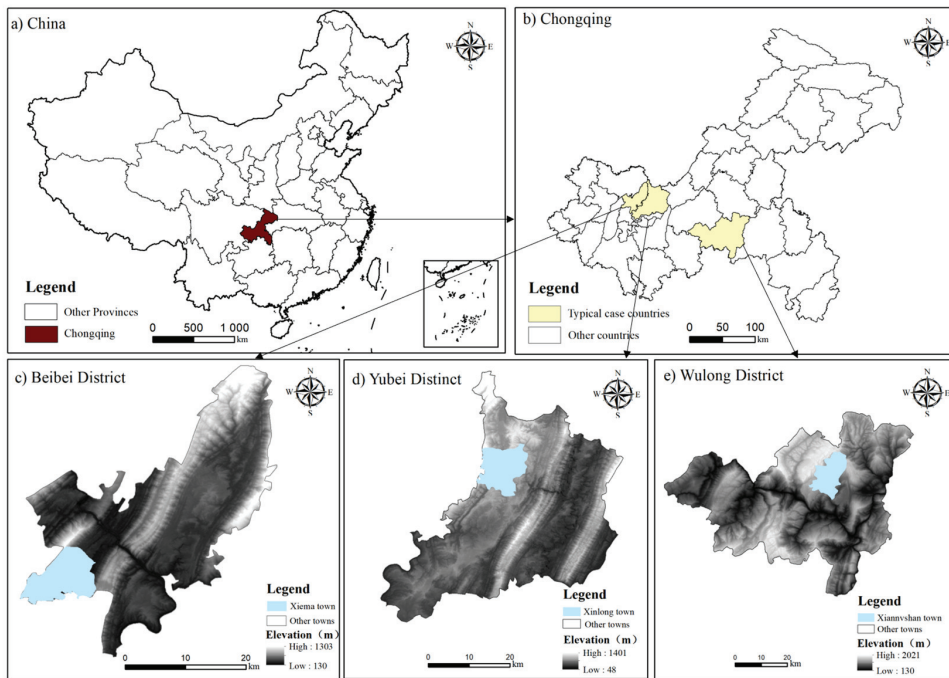 a) China
N
W E
S
Legend
Other Provinces
Chongqing
0 500 1 000
km
b) Chongqing
N
W E
S
Legend
Typical case countries
Other countries
0 50 100
km
c) Beibei District
N
W E
S
Legend
Xiema town
Other towns
Elevation（m）
High : 1303
Low : 130
0 10 20
km
d) Yubei Distinct
N
W E
S
Legend
Xinlong town
Other towns
Elevation（m）
High : 1401
Low : 48
0 10 20
km
e) Wulong District
N
W E
S
Legend
Xiannvshan town
Other towns
Elevation（m）
High : 2021
Low : 130
0 10 20
km